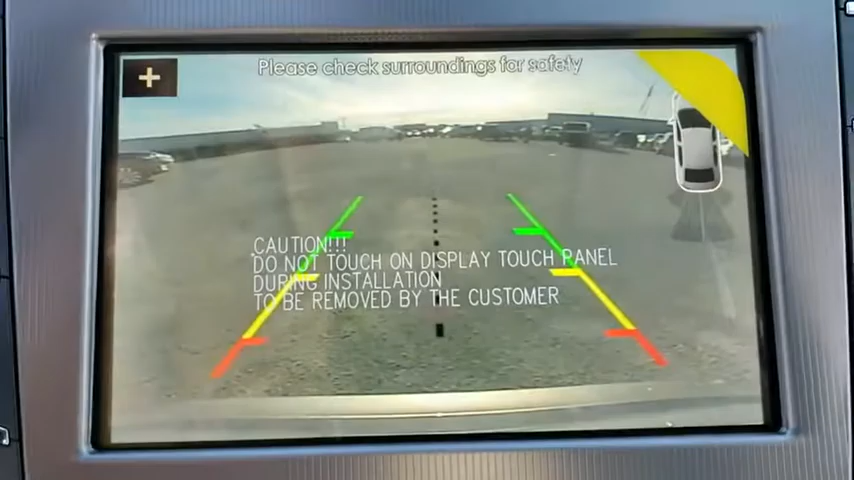 Please check surroundings for safety
CAUTION!!!
DO NOT TOUCH ON DISPLAY TOUCH PANEL
DURING INSTALLATION
TO BE REMOVED BY THE CUSTOMER